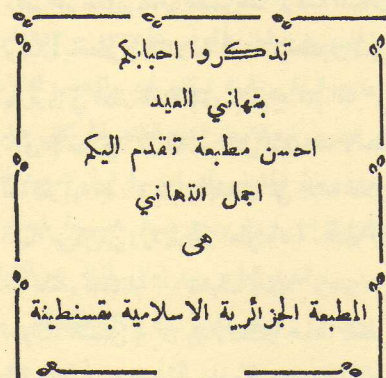 تذكروا احبابكم
بتهاني العيد
احسن مطبعة تقدم اليكم
اجمل التهاني
هى
المطبعة الجزائرية الاسلامية بقسنطينة